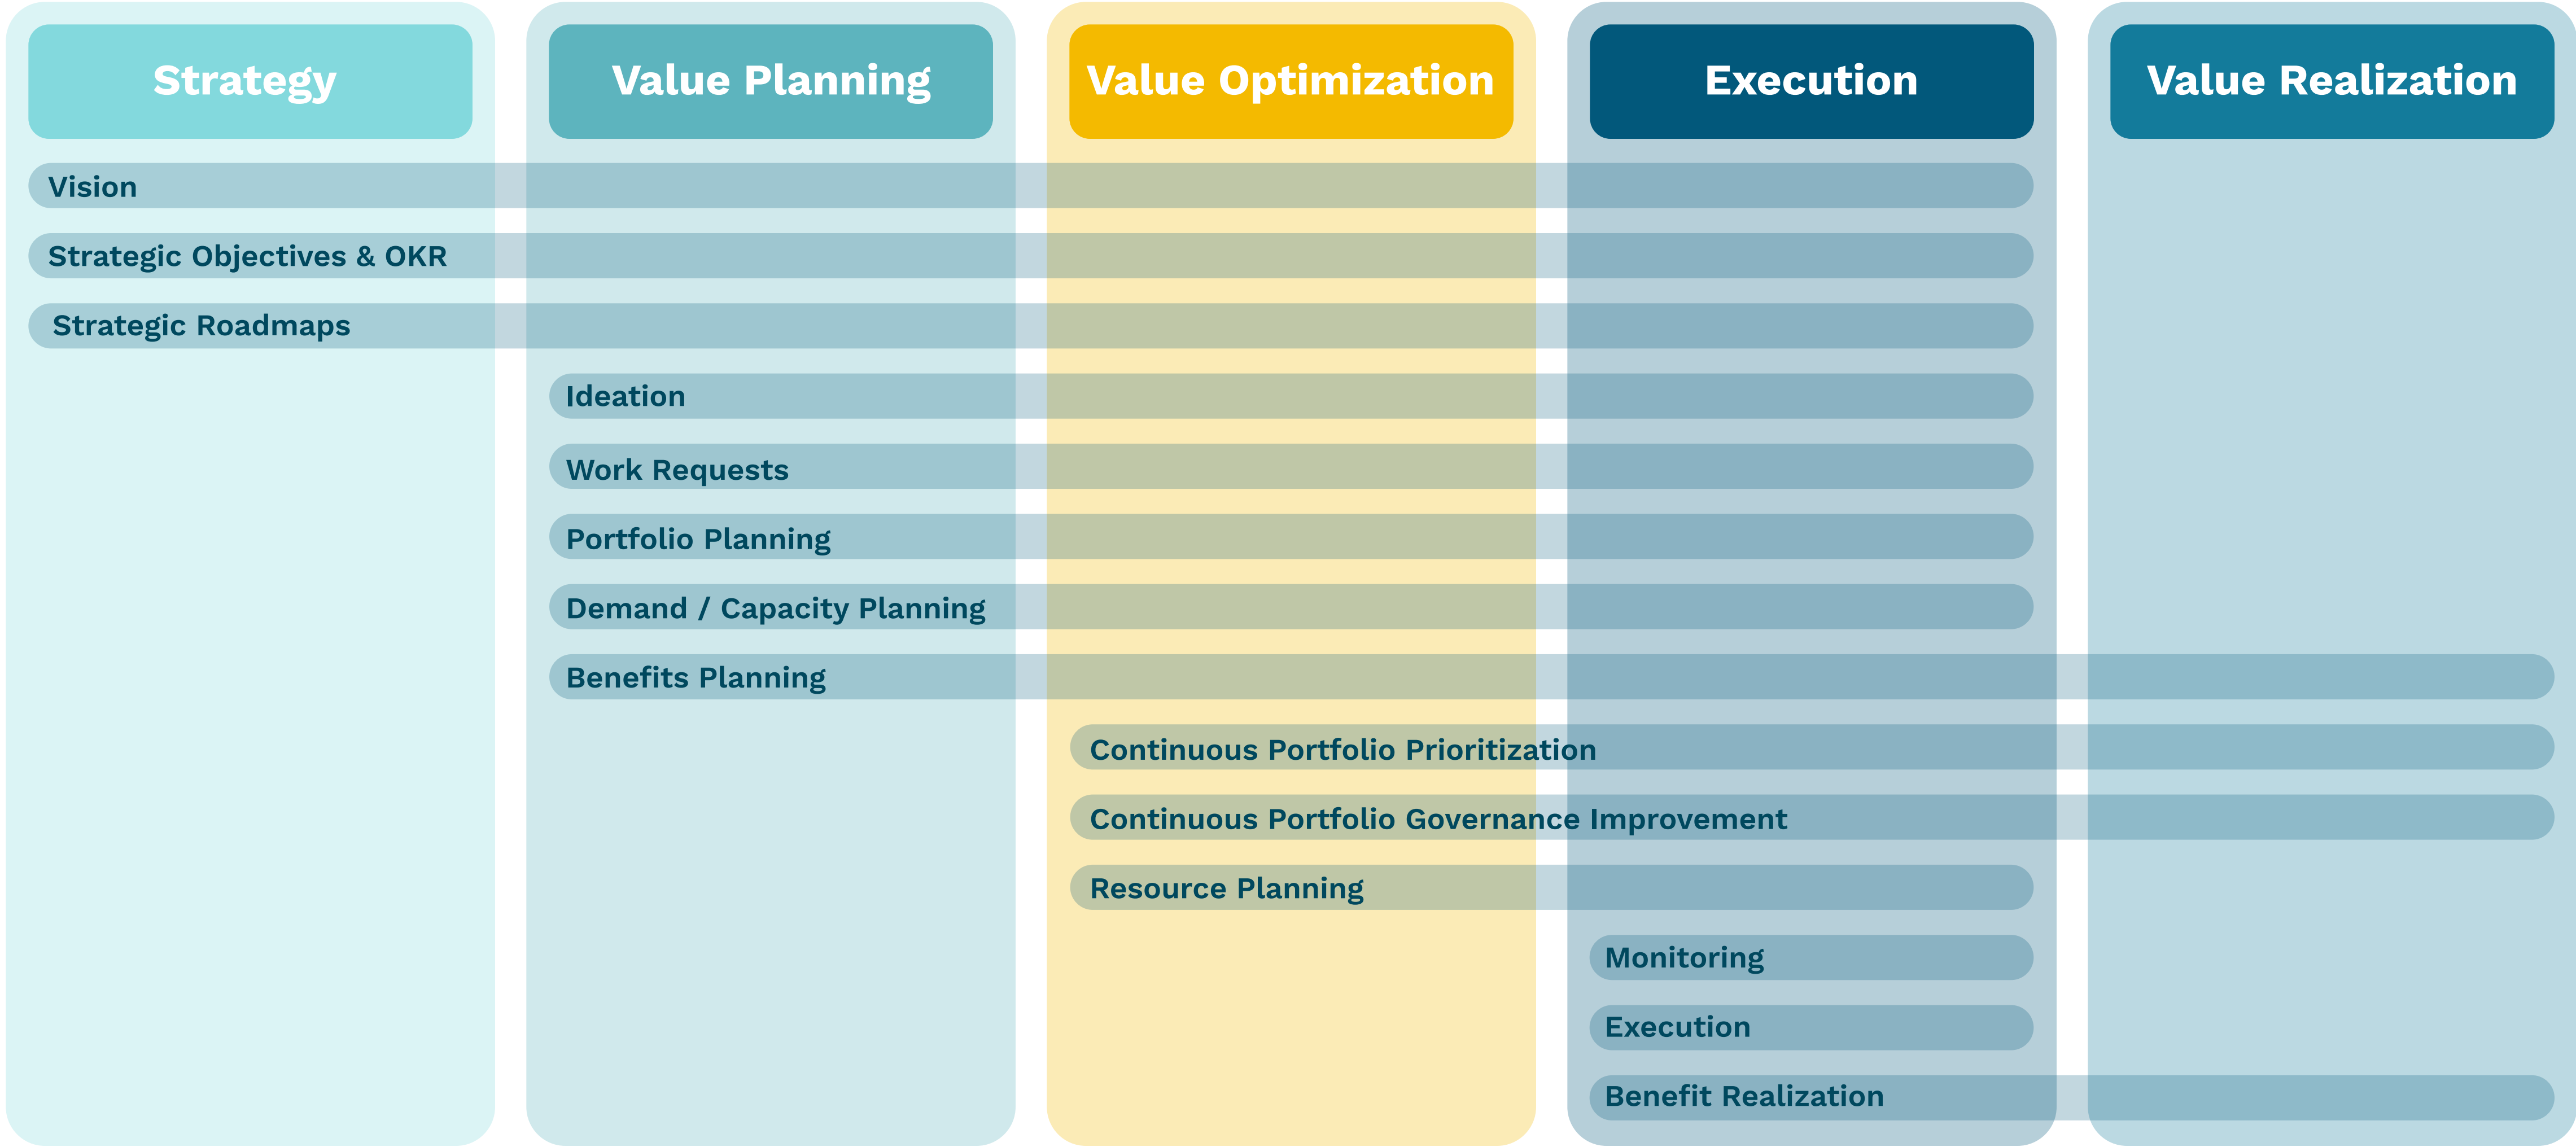 Strategy
Value Planning
Value Optimization
Execution
Value Realization
Vision
Strategic Objectives & OKR
Strategic Roadmaps
Ideation
Work Requests
Portfolio Planning
Demand / Capacity Planning
Benefits Planning
Continuous Portfolio Prioritization
Continuous Portfolio Governance Improvement
Resource Planning
Monitoring
Execution
Benefit Realization